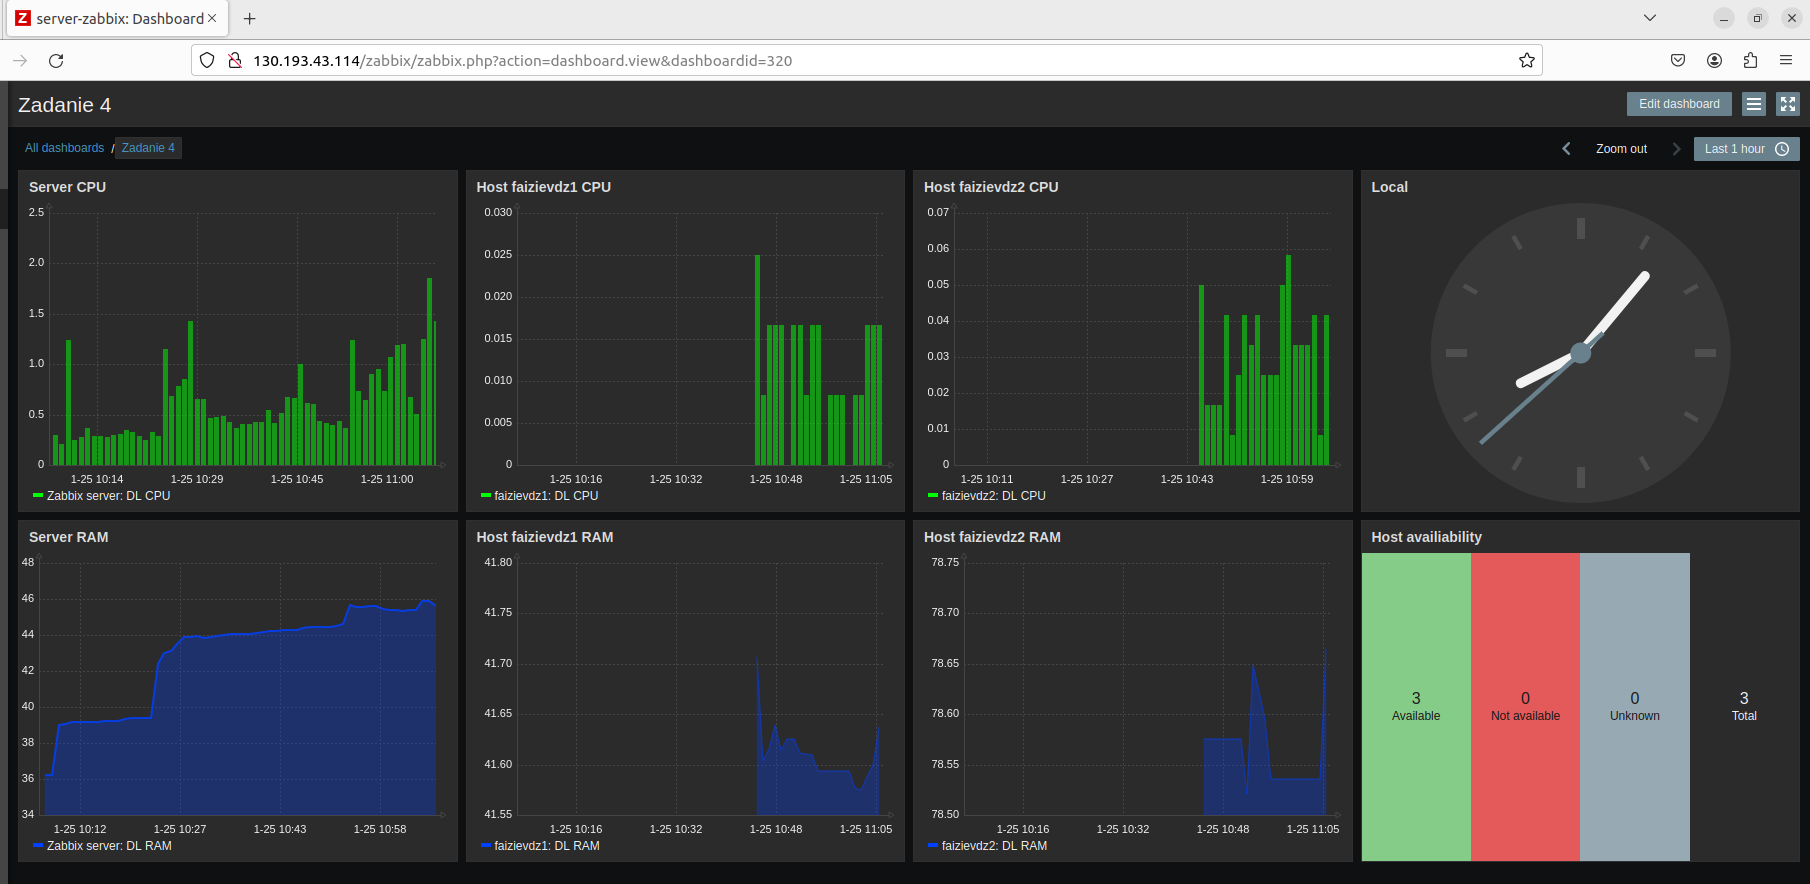 server-zabbix: Dashboard
130.193.43.114/zabbix/zabbix.php?action=dashboard.view&dashboardid=320
Zadanie 4
Edit dashboard
All dashboards / Zadanie 4
Zoom out
Last 1 hour
Server CPU
2.5
2.0
1.5
1.0
0.5
0
1-25 10:14 1-25 10:29 1-25 10:45 1-25 11:00
Zabbix server: DL CPU
Host faizievdz1 CPU
0.030
0.025
0.020
0.015
0.010
0.005
0
1-25 10:16 1-25 10:32 1-25 10:48 1-25 11:05
faizievdz1: DL CPU
Host faizievdz2 CPU
0.07
0.06
0.05
0.04
0.03
0.02
0.01
0
1-25 10:11 1-25 10:27 1-25 10:43 1-25 10:59
faizievdz2: DL CPU
Local
Server RAM
48
46
44
42
40
38
36
34
1-25 10:12 1-25 10:27 1-25 10:43 1-25 10:58
Zabbix server: DL RAM
Host faizievdz1 RAM
41.80
41.75
41.70
41.65
41.60
41.55
1-25 10:16 1-25 10:32 1-25 10:48 1-25 11:05
faizievdz1: DL RAM
Host faizievdz2 RAM
78.75
78.70
78.65
78.60
78.55
78.50
1-25 10:16 1-25 10:32 1-25 10:48 1-25 11:05
faizievdz2: DL RAM
Host availiability
3
Available
0
Not available
0
Unknown
3
Total